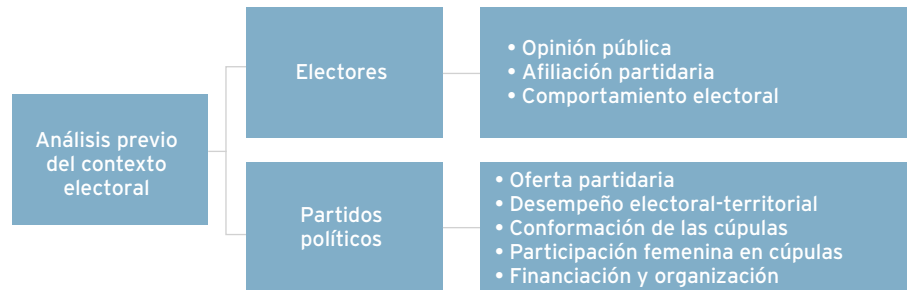 Análisis previo
del contexto
electoral
Electores
• Opinión pública
• Afiliación partidaria
• Comportamiento electoral
Partidos
políticos
• Oferta partidaria
• Desempeño electoral-territorial
• Conformación de las cúpulas
• Participación femenina en cúpulas
• Financiación y organización